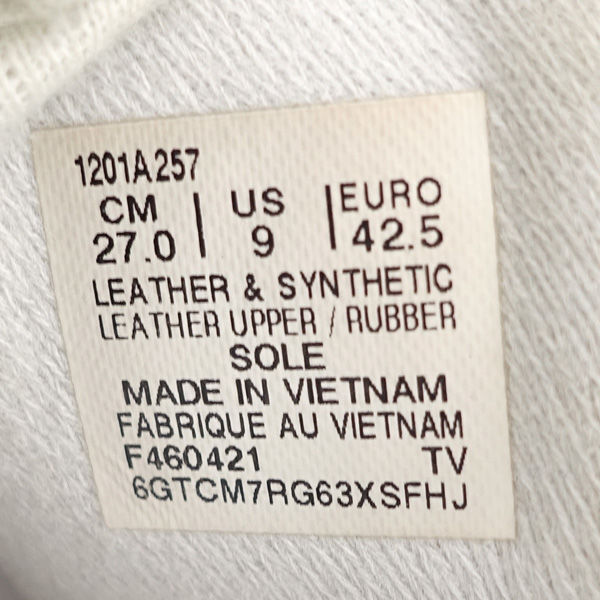 1201A257
CM | US | EURO
27.0 | 9 | 42.5
LEATHER & SYNTHETIC
LEATHER UPPER / RUBBER
SOLE
MADE IN VIETNAM
FABRIQUE AU VIETNAM
F460421 TV
6GTCM7RG63XSFHJ